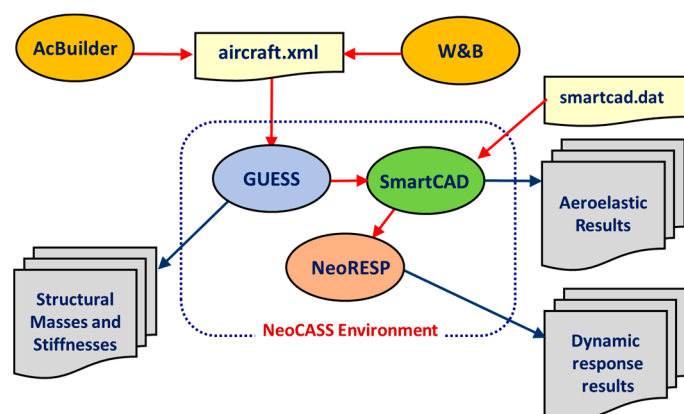 AcBuilder
aircraft.xml
W&B
smartcad.dat
GUESS
SmartCAD
Aeroelastic
Results
NeoRESP
Structural
Masses and
Stiffnesses
NeoCASS Environment
Dynamic
response
results